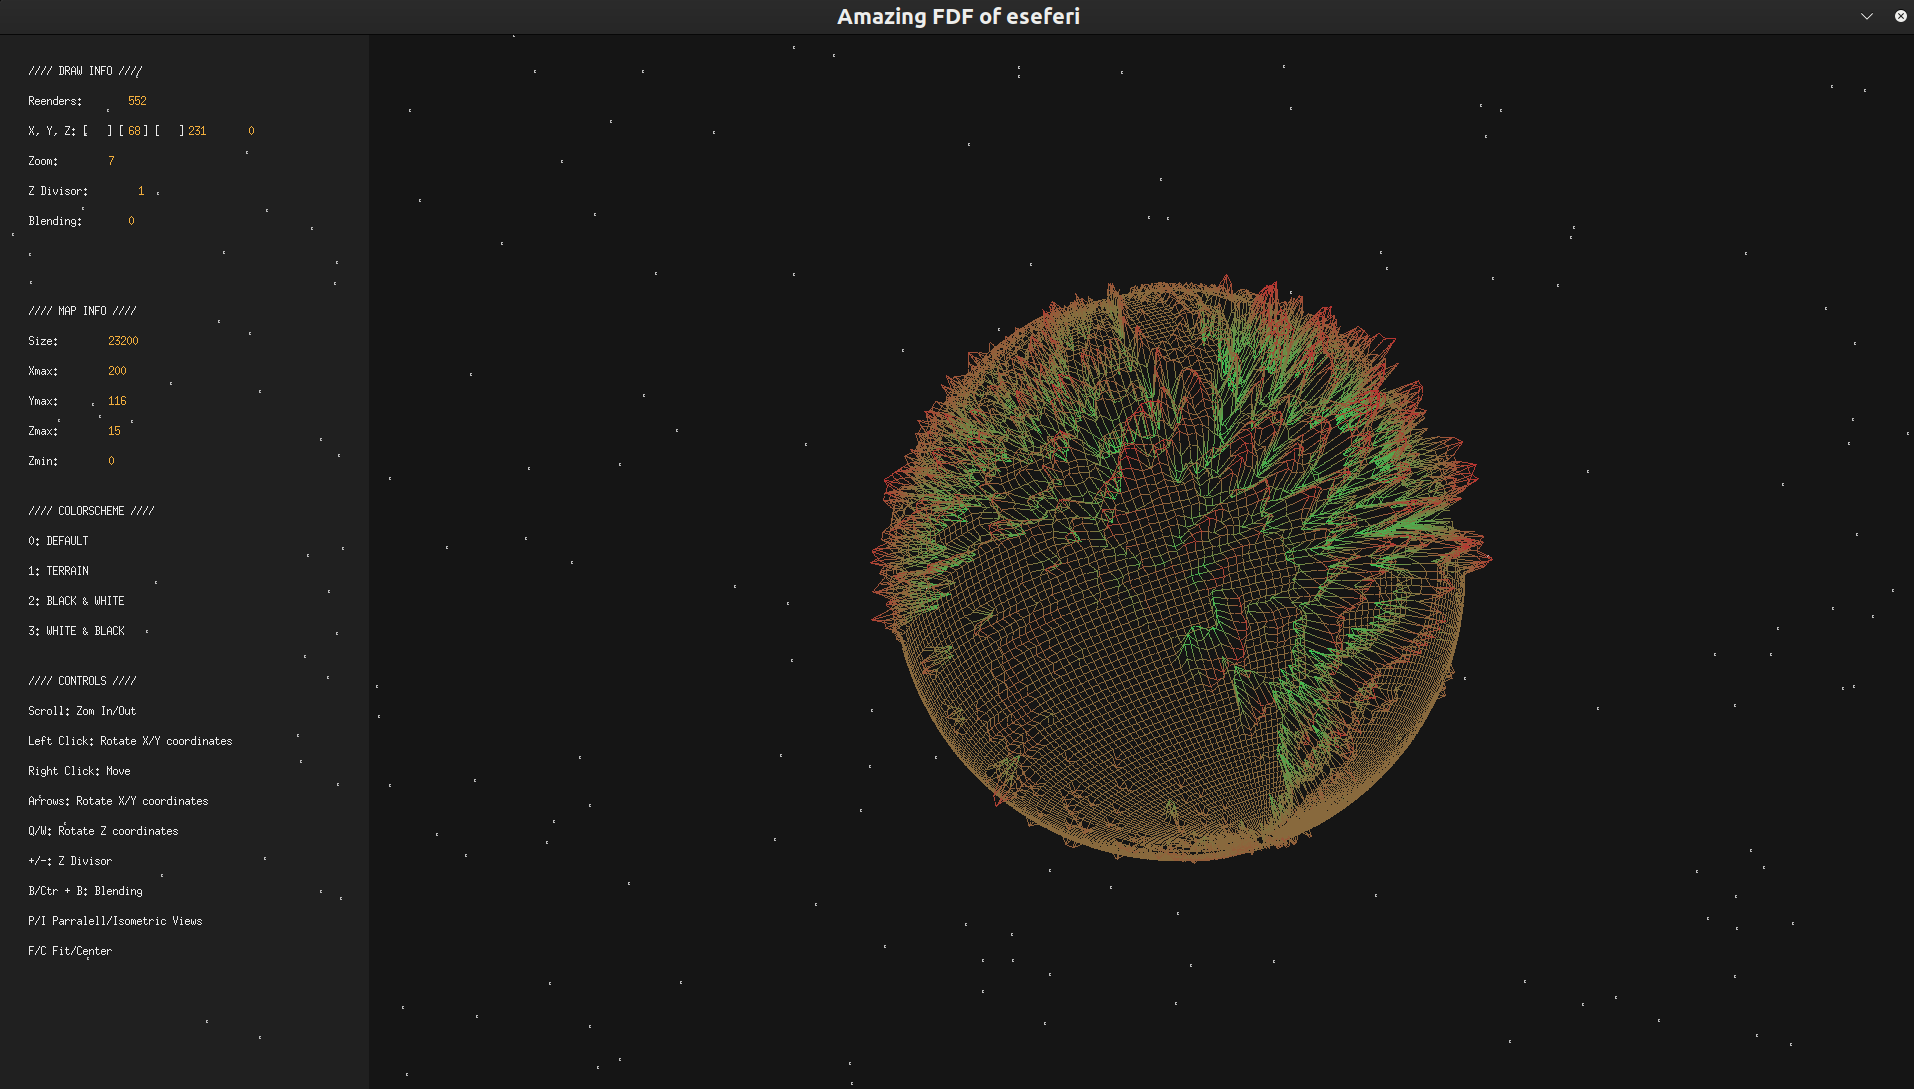 Amazing FDF of eseferi
//// DRAW INFO ////
Reenders: 552
X, Y, Z: [ ] [ 68] [ ] 231 0
Zoom: 7
Z Divisor: 1
Blending: 0
//// MAP INFO ////
Size: 23200
Xmax: 200
Ymax: 116
Zmax: 15
Zmin: 0
//// COLORSCHEME ////
0: DEFAULT
1: TERRAIN
2: BLACK & WHITE
3: WHITE & BLACK
//// CONTROLS ////
Scroll: Zom In/Out
Left Click: Rotate X/Y coordinates
Right Click: Move
Arrows: Rotate X/Y coordinates
Q/W: Rotate Z coordinates
+/-: Z Divisor
B/Ctr + B: Blending
P/I Parralell/Isometric Views
F/C Fit/Center